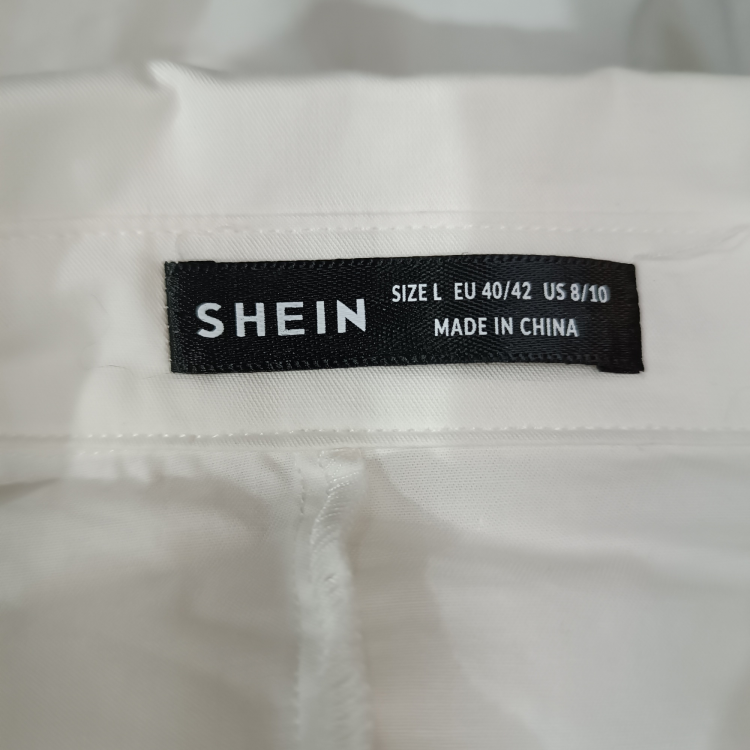 SHEIN
SIZE L EU 40/42 US 8/10
MADE IN CHINA